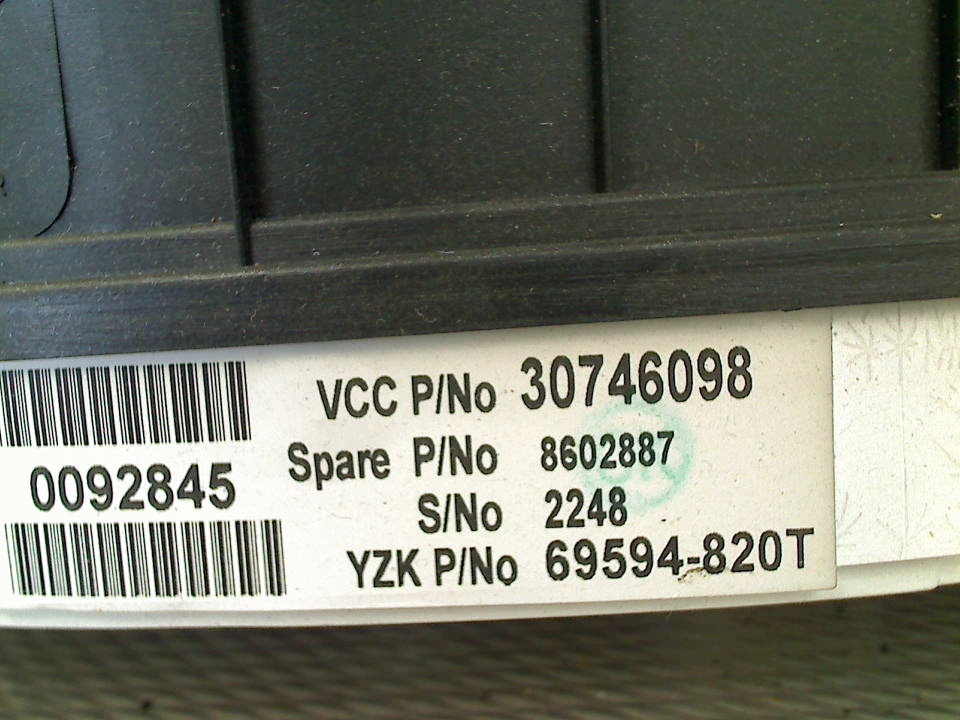 0092845
VCC P/No 30746098
Spare P/No 8602887
S/No 2248
YZK P/No 69594-820T